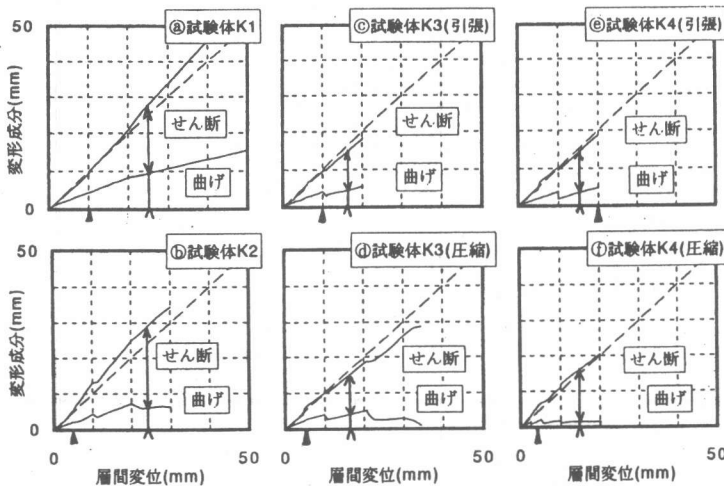 50
ⓐ試験体K1
ⓒ試験体K3(引張)
ⓔ試験体K4(引張)
変形成分(mm)
せん断
せん断
せん断
曲げ
曲げ
曲げ
0
50
ⓑ試験体K2
ⓓ試験体K3(圧縮)
ⓕ試験体K4(圧縮)
変形成分(mm)
せん断
せん断
せん断
曲げ
曲げ
曲げ
0
0 50 0 50 0 50
層間変位(mm) 層間変位(mm) 層間変位(mm)